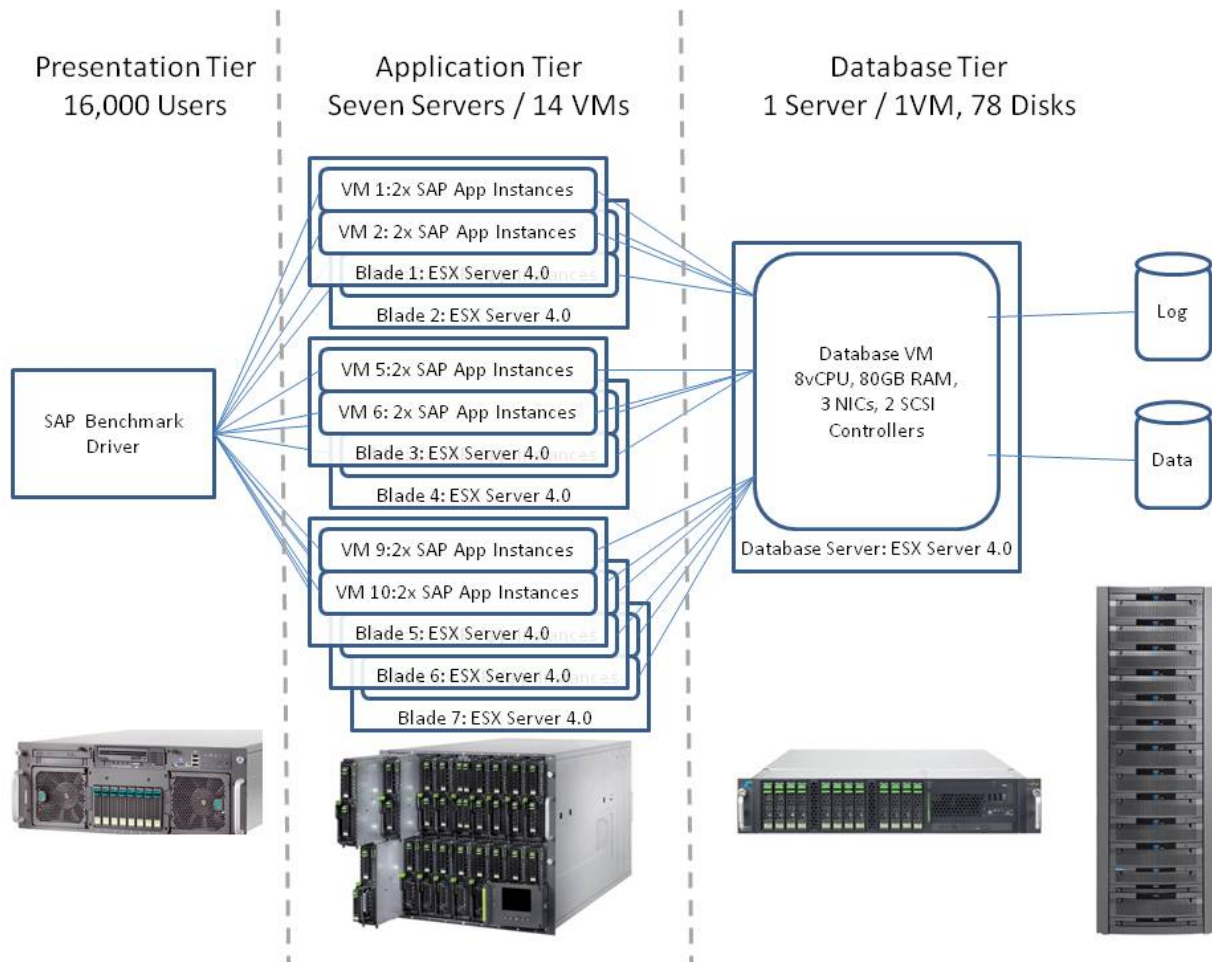 Presentation Tier
16,000 Users
Application Tier
Seven Servers / 14 VMs
Database Tier
1 Server / 1VM, 78 Disks
VM 1:2x SAP App Instances
VM 2: 2x SAP App Instances
Blade 1: ESX Server 4.0
Blade 2: ESX Server 4.0
VM 5:2x SAP App Instances
VM 6: 2x SAP App Instances
Blade 3: ESX Server 4.0
Blade 4: ESX Server 4.0
VM 9:2x SAP App Instances
VM 10:2x SAP App Instances
Blade 5: ESX Server 4.0
Blade 6: ESX Server 4.0
Blade 7: ESX Server 4.0
SAP Benchmark
Driver
Database VM
8vCPU, 80GB RAM,
3 NICs, 2 SCSI
Controllers
Database Server: ESX Server 4.0
Log
Data